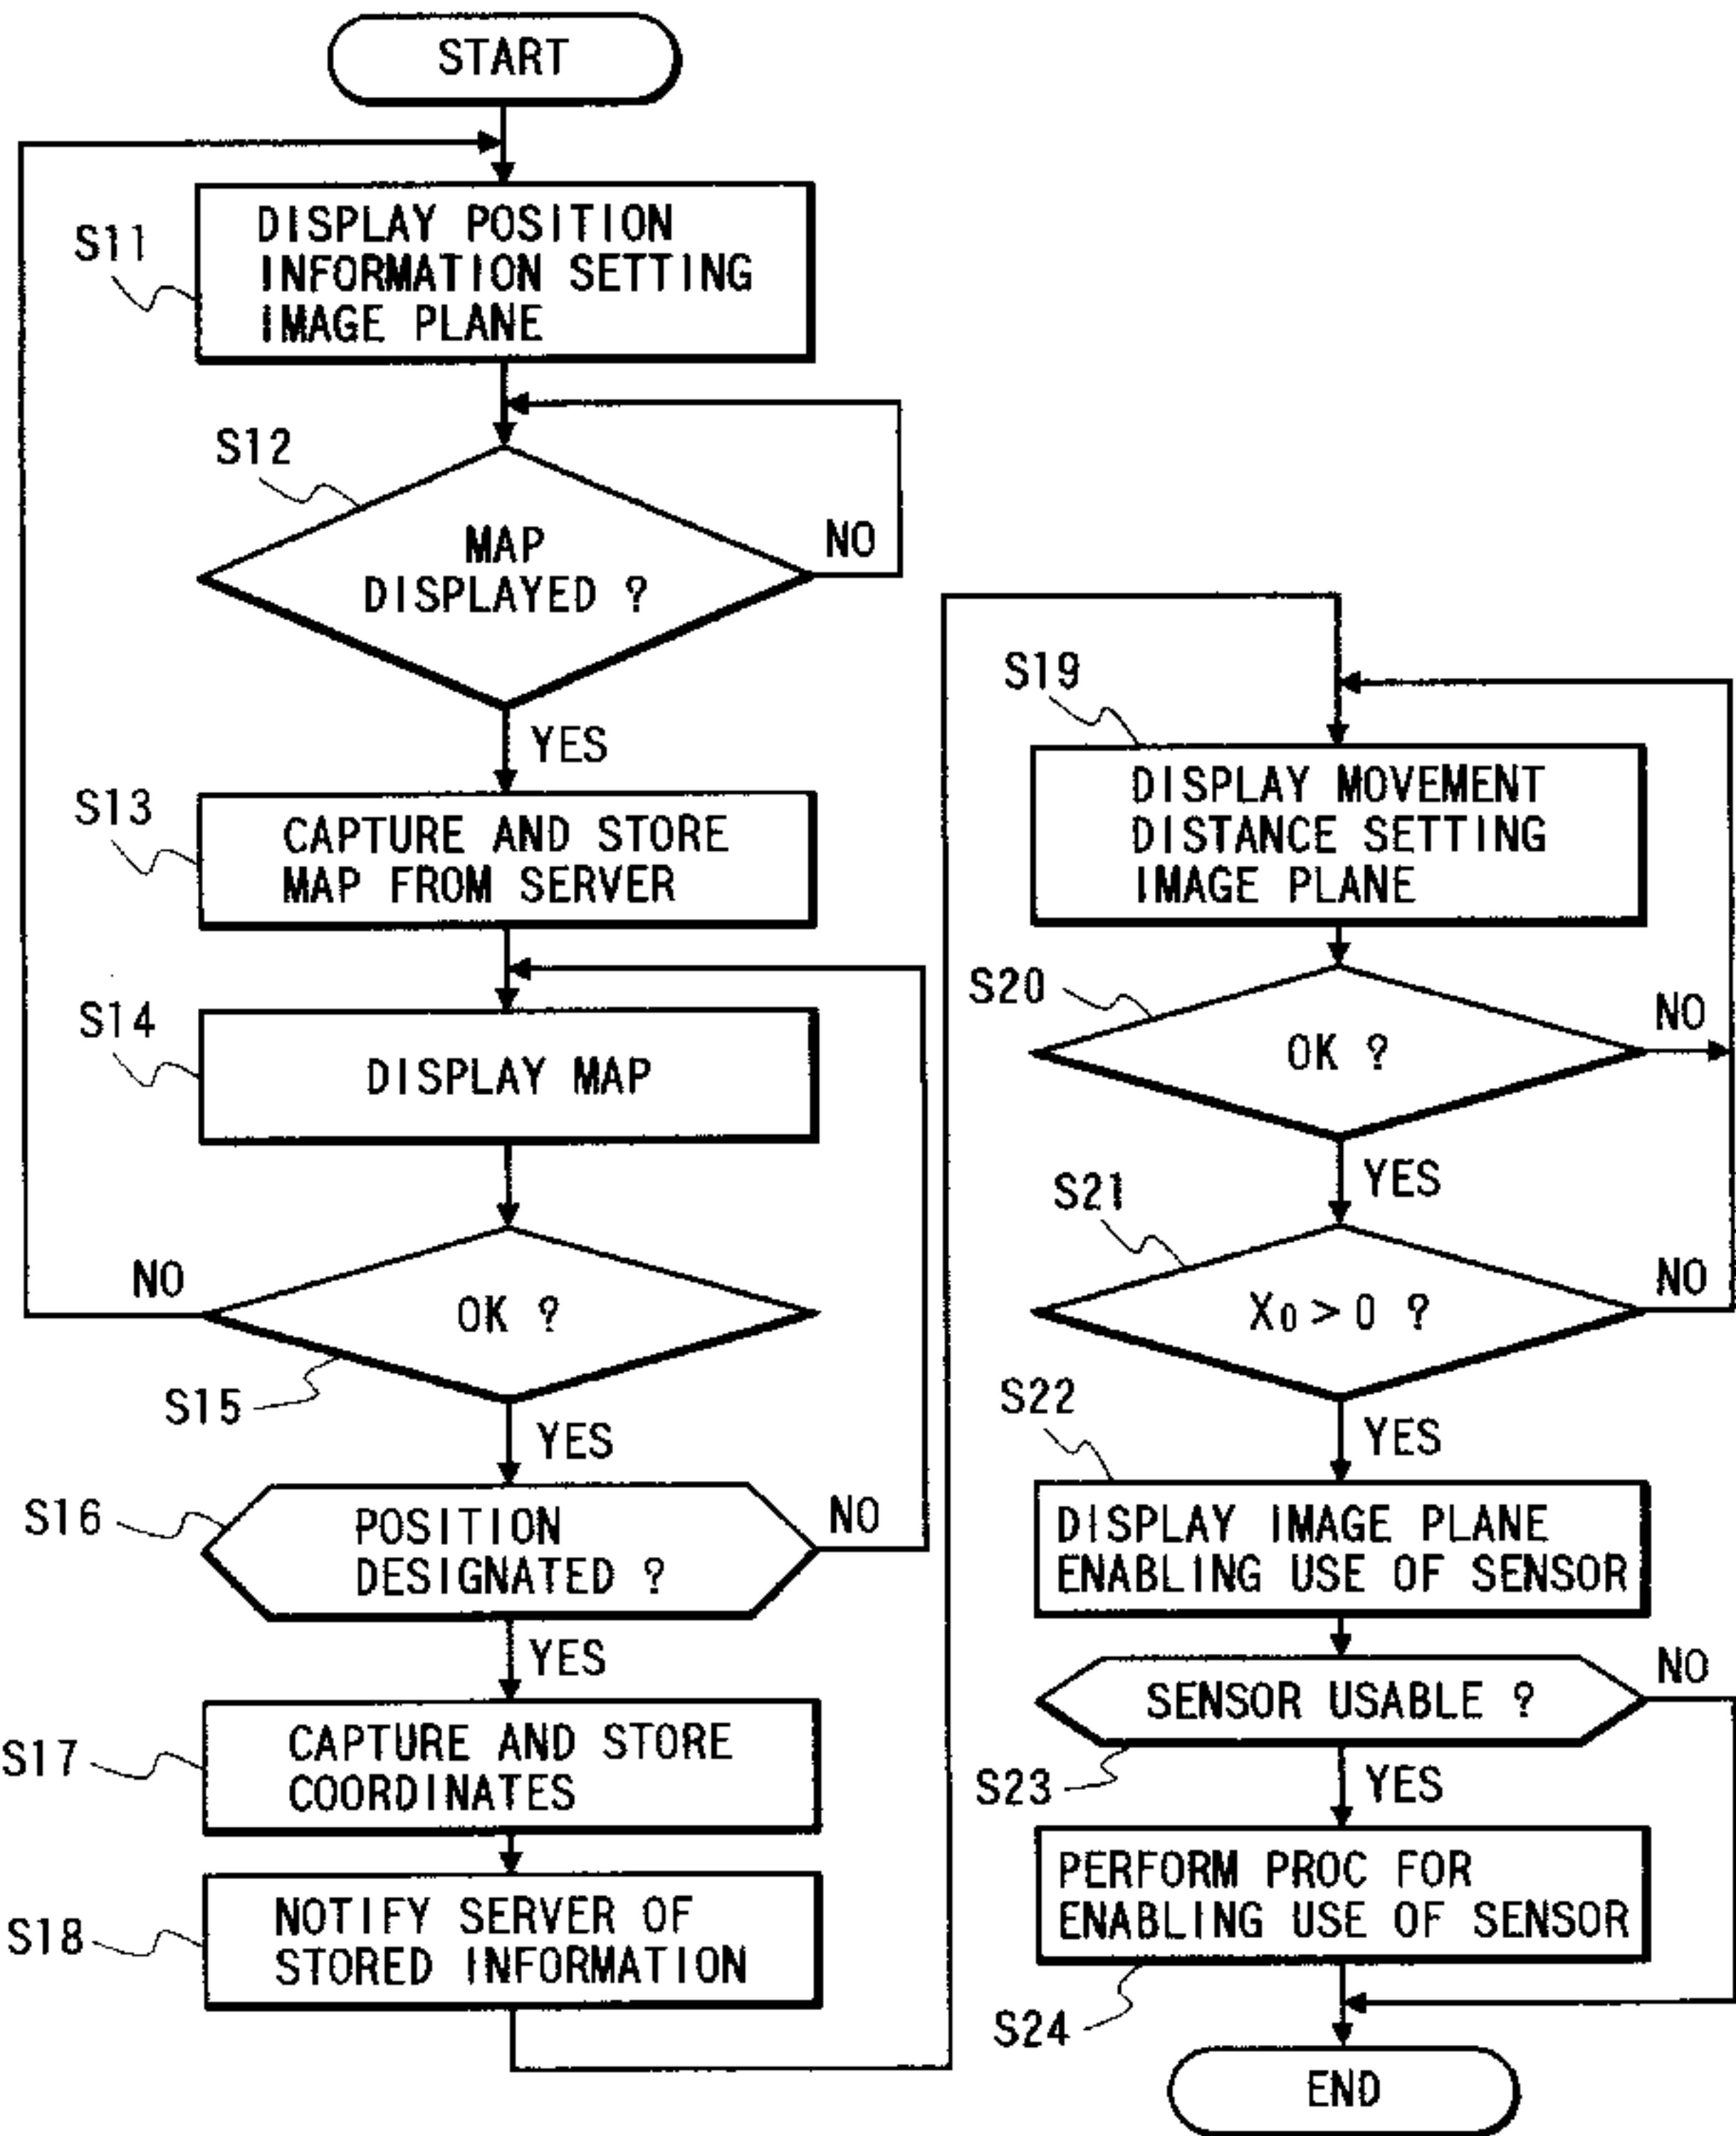 START
S11
DISPLAY POSITION
INFORMATION SETTING
IMAGE PLANE
S12
MAP
DISPLAYED ?
NO
YES
S13
CAPTURE AND STORE
MAP FROM SERVER
S14
DISPLAY MAP
NO
OK ?
S15
YES
S16
POSITION
DESIGNATED ?
NO
YES
S17
CAPTURE AND STORE
COORDINATES
S18
NOTIFY SERVER OF
STORED INFORMATION
S19
DISPLAY MOVEMENT
DISTANCE SETTING
IMAGE PLANE
S20
OK ?
NO
YES
S21
X0 > 0 ?
NO
YES
S22
DISPLAY IMAGE PLANE
ENABLING USE OF SENSOR
SENSOR USABLE ?
NO
S23
YES
PERFORM PROC FOR
ENABLING USE OF SENSOR
S24
END